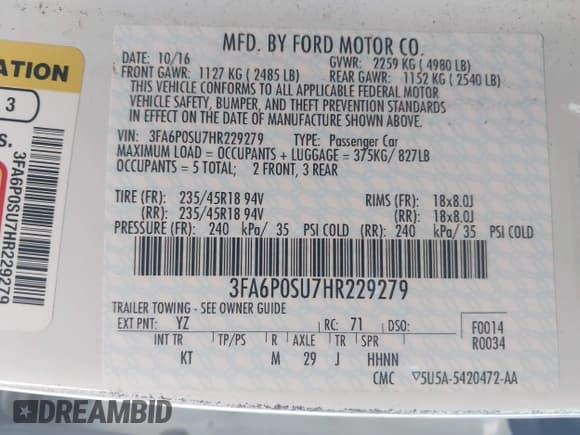 MFD. BY FORD MOTOR CO.
DATE: 10/16 GVWR: 2259 KG ( 4980 LB)
FRONT GAWR: 1127 KG ( 2485 LB) REAR GAWR: 1152 KG ( 2540 LB)
THIS VEHICLE CONFORMS TO ALL APPLICABLE FEDERAL MOTOR
VEHICLE SAFETY, BUMPER, AND THEFT PREVENTION STANDARDS
IN EFFECT ON THE DATE OF MANUFACTURE SHOWN ABOVE.
VIN: 3FA6P0SU7HR229279 TYPE: Passenger Car
MAXIMUM LOAD = OCCUPANTS + LUGGAGE = 375KG/ 827LB
OCCUPANTS = 5 TOTAL; 2 FRONT, 3 REAR
TIRE (FR): 235/45R18 94V RIMS (FR): 18x8.0J
(RR): 235/45R18 94V (RR): 18x8.0J
PRESSURE (FR): 240 kPa/ 35 PSI COLD (RR): 240 kPa/ 35 PSI COLD
3FA6P0SU7HR229279
TRAILER TOWING - SEE OWNER GUIDE
EXT PNT: YZ RC: 71 DSO: F0014
R0034
INT TR TP/PS R AXLE TR SPR
KT M 29 J HHNN
CMC ▽5U5A-5420472-AA
ATION
3
S.
3FA6P0SU7HR229279
DREAMBID